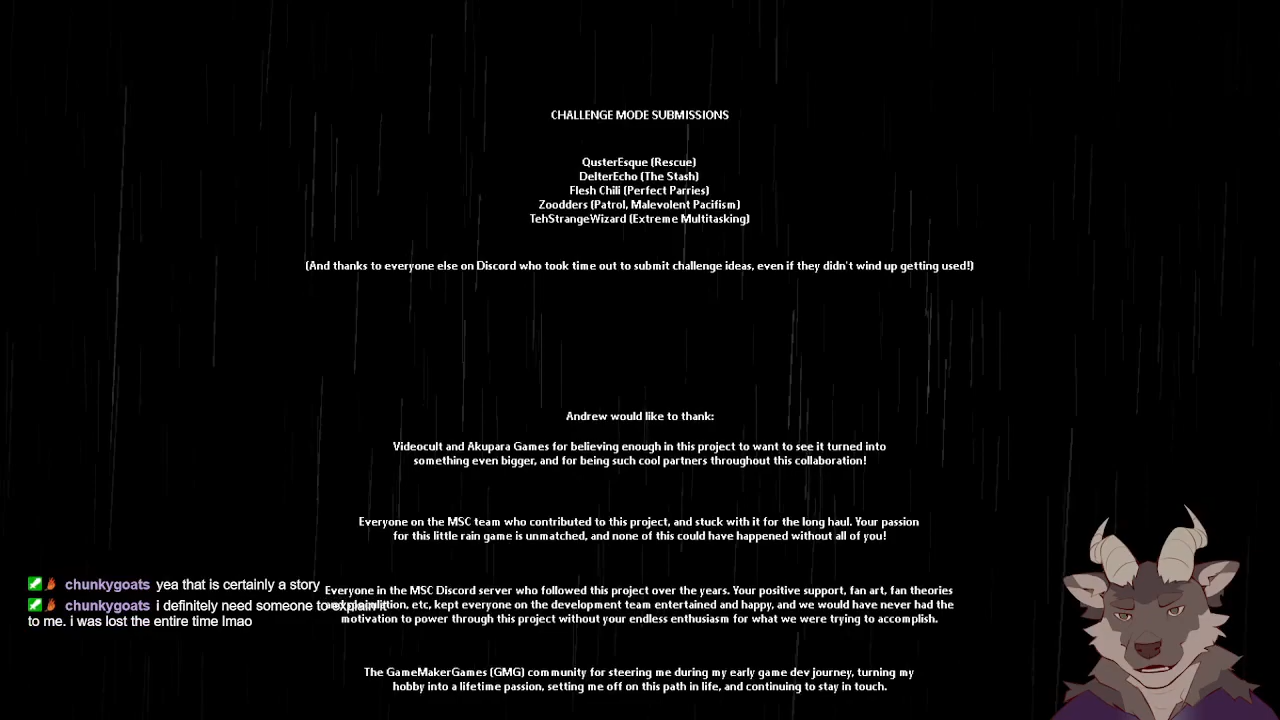 CHALLENGE MODE SUBMISSIONS
QusterEsque (Rescue)
DelterEcho (The Stash)
Flesh Chili (Perfect Parries)
Zoodders (Patrol, Malevolent Pacifism)
TehStrangeWizard (Extreme Multitasking)
(And thanks to everyone else on Discord who took time out to submit challenge ideas, even if they didn't wind up getting used!)
Andrew would like to thank:
Videocult and Akupara Games for believing enough in this project to want to see it turned into
something even bigger, and for being such cool partners throughout this collaboration!
Everyone on the MSC team who contributed to this project, and stuck with it for the long haul. Your passion
for this little rain game is unmatched, and none of this could have happened without all of you!
chunkygoats yea that is certainly a story
Everyone in the MSC Discord server who followed this project over the years. Your positive support, fan art, fan theories
etc, kept everyone on the development team entertained and happy, and we would have never had the
motivation to power through this project without your endless enthusiasm for what we were trying to accomplish.
chunkygoats i definitely need someone to explain it
to me. i was lost the entire time lmao
The GameMakerGames (GMG) community for steering me during my early game dev journey, turning my
hobby into a lifetime passion, setting me off on this path in life, and continuing to stay in touch.